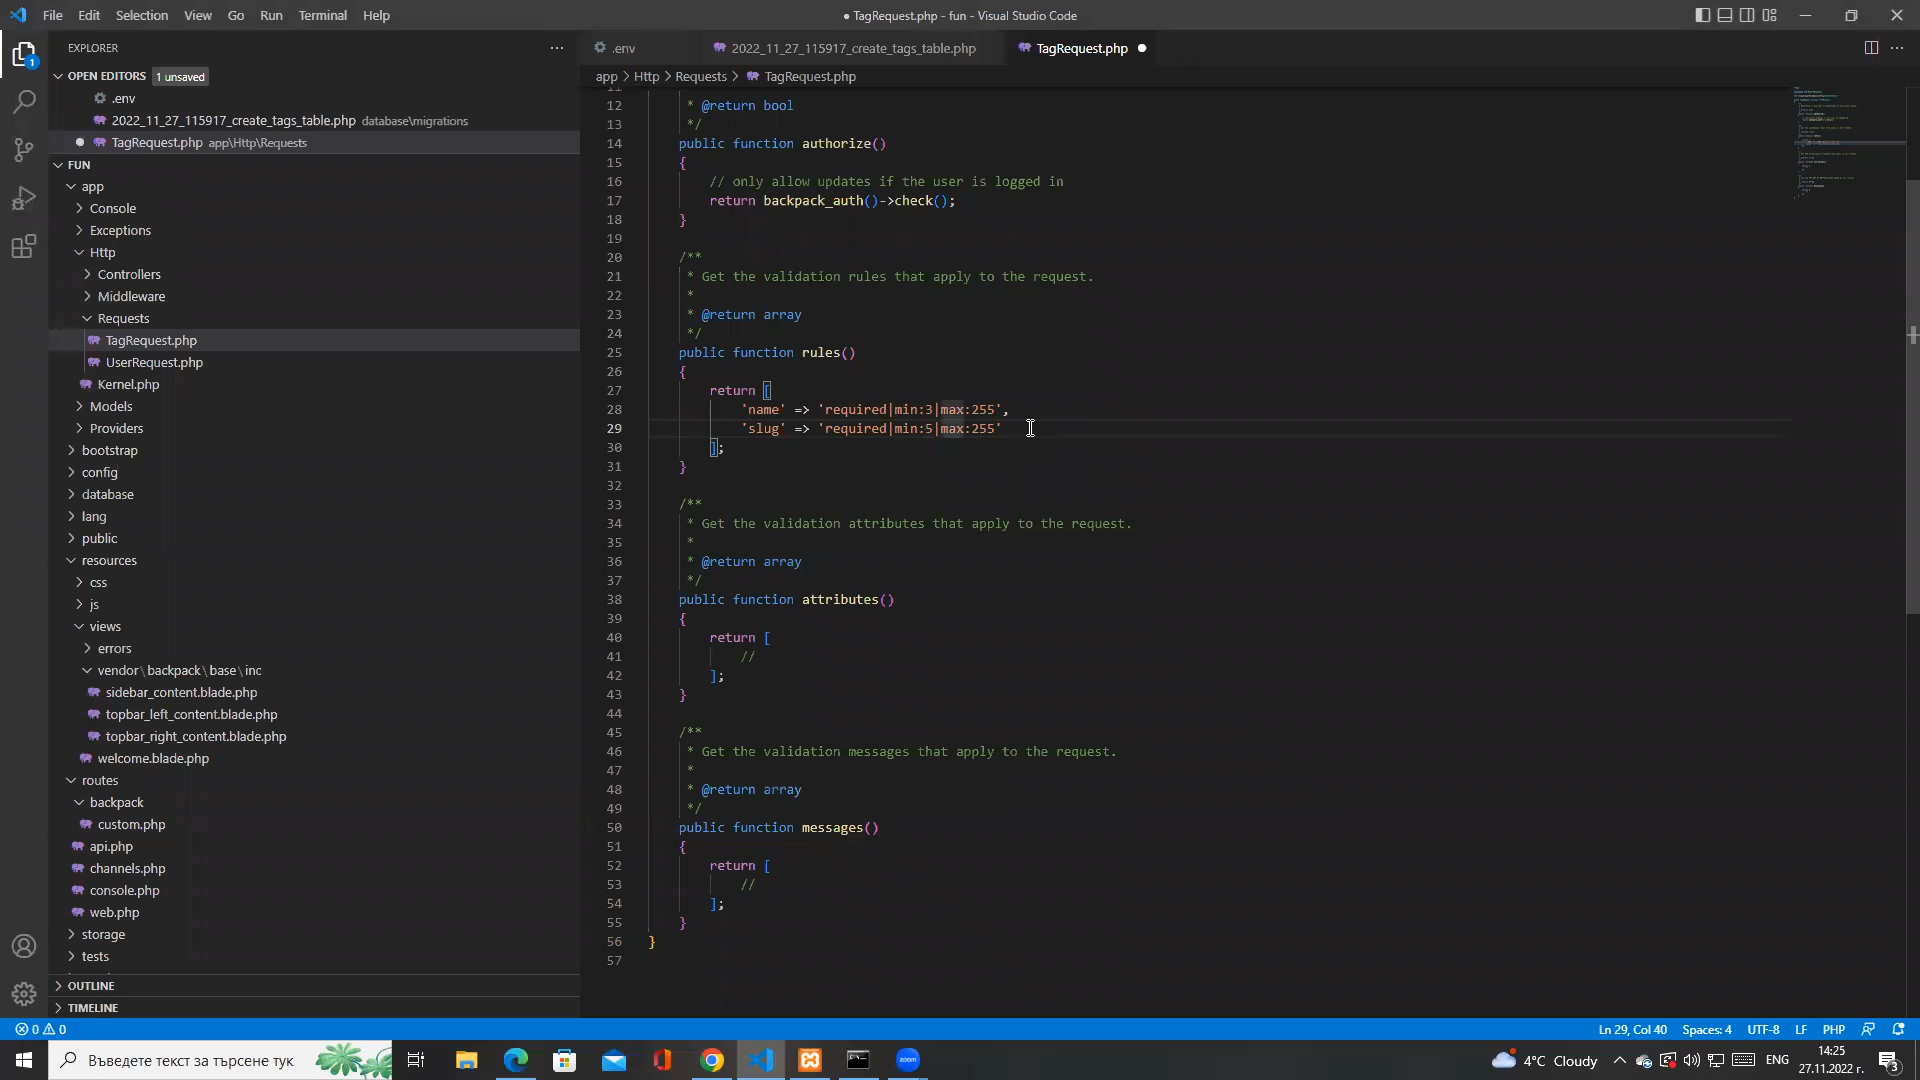 File Edit Selection View Go Run Terminal Help
● TagRequest.php - fun - Visual Studio Code
EXPLORER
OPEN EDITORS 1 unsaved
.env
2022_11_27_115917_create_tags_table.php database\migrations
TagRequest.php app\Http\Requests
FUN
app
Console
Exceptions
Http
Controllers
Middleware
Requests
TagRequest.php
UserRequest.php
Kernel.php
Models
Providers
bootstrap
config
database
lang
public
resources
css
js
views
errors
vendor\backpack\base\inc
sidebar_content.blade.php
topbar_left_content.blade.php
topbar_right_content.blade.php
welcome.blade.php
routes
backpack
custom.php
api.php
channels.php
console.php
web.php
storage
tests
OUTLINE
TIMELINE
.env 2022_11_27_115917_create_tags_table.php TagRequest.php
app > Http > Requests > TagRequest.php
11
12 * @return bool
13 */
14 public function authorize()
15 {
16 // only allow updates if the user is logged in
17 return backpack_auth()->check();
18 }
19
20 /**
21 * Get the validation rules that apply to the request.
22 *
23 * @return array
24 */
25 public function rules()
26 {
27 return [
28 'name' => 'required|min:3|max:255',
29 'slug' => 'required|min:5|max:255'
30 ];
31 }
32
33 /**
34 * Get the validation attributes that apply to the request.
35 *
36 * @return array
37 */
38 public function attributes()
39 {
40 return [
41 //
42 ];
43 }
44
45 /**
46 * Get the validation messages that apply to the request.
47 *
48 * @return array
49 */
50 public function messages()
51 {
52 return [
53 //
54 ];
55 }
56 }
57
0 0 Ln 29, Col 40 Spaces: 4 UTF-8 LF PHP
Въведете текст за търсене тук
zoom
4°C Cloudy ENG 14:25
27.11.2022 г. 3
1